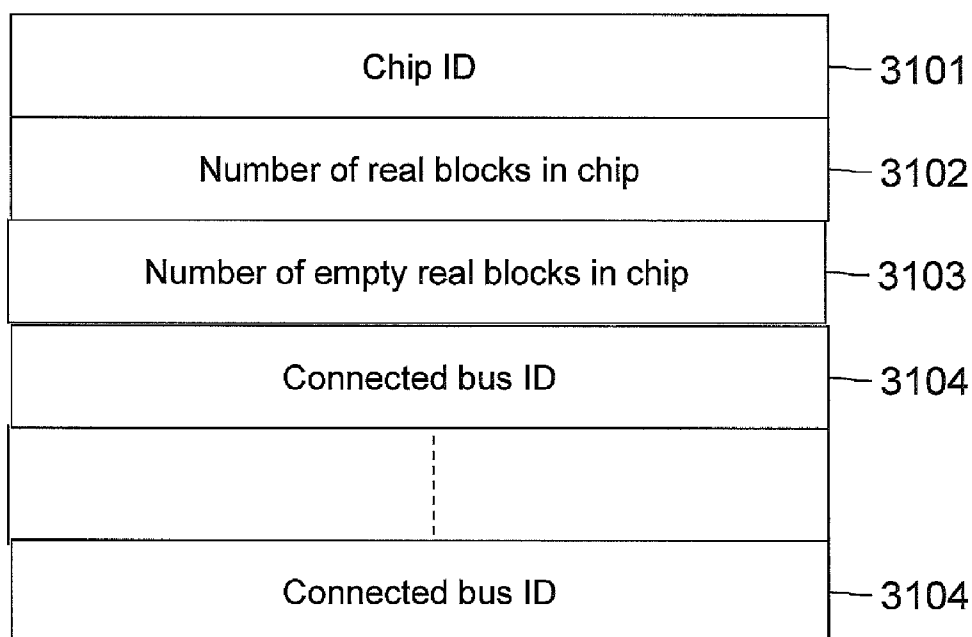 Chip ID 3101
Number of real blocks in chip 3102
Number of empty real blocks in chip 3103
Connected bus ID 3104
Connected bus ID 3104